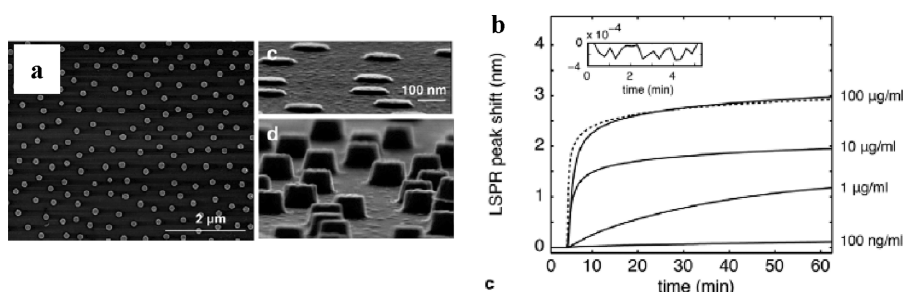 a
2 µm
c
100 nm
d
b
LSPR peak shift (nm)
4
3
2
1
0
x 10⁻⁴
0
-4
0
2
4
time (min)
100 µg/ml
10 µg/ml
1 µg/ml
100 ng/ml
0
10
20
30
40
50
60
time (min)
c